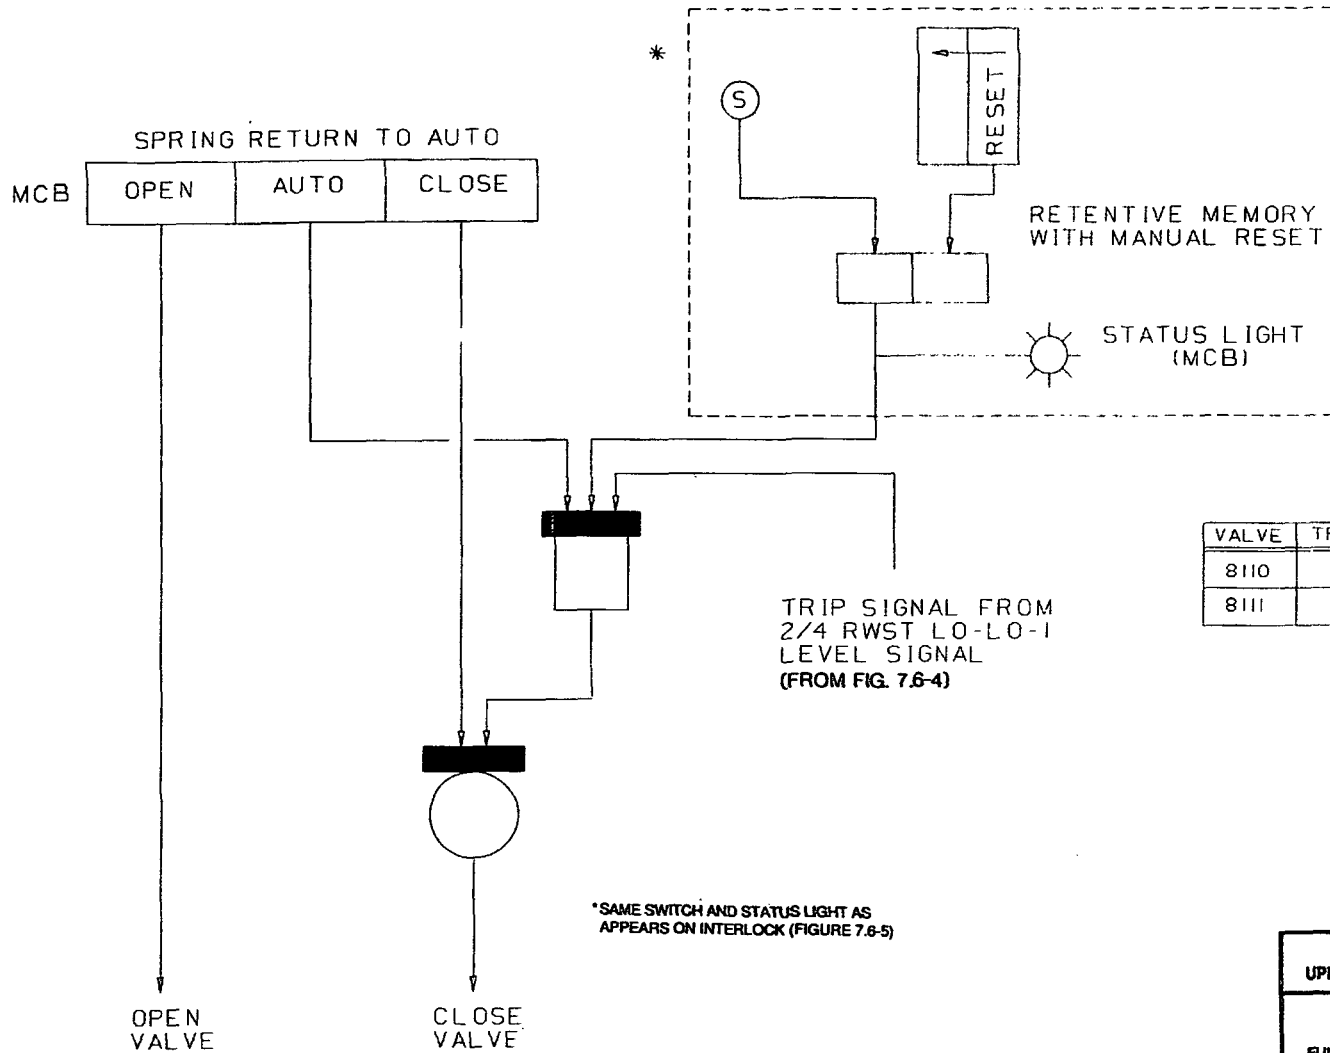 *
S
RESET
SPRING RETURN TO AUTO
MCB OPEN AUTO CLOSE
RETENTIVE MEMORY
WITH MANUAL RESET
STATUS LIGHT
(MCB)
VALVE
8110
8111
TRIP SIGNAL FROM
2/4 RWST LO-LO-1
LEVEL SIGNAL
(FROM FIG. 7.6-4)
*SAME SWITCH AND STATUS LIGHT AS
APPEARS ON INTERLOCK (FIGURE 7.6-5)
OPEN
VALVE
CLOSE
VALVE